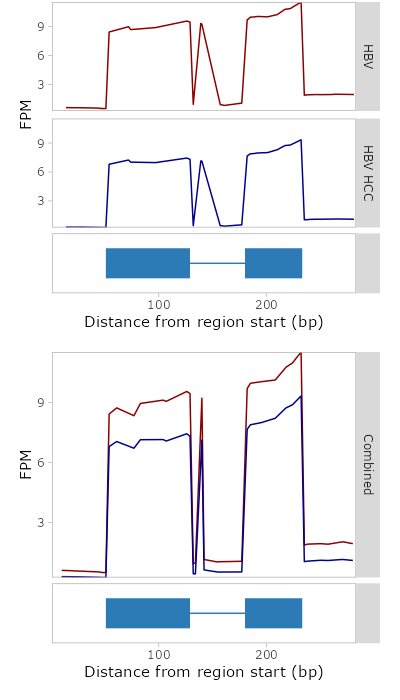 9
6
3
HBV
FPM
9
6
3
HBV HCC
100
200
Distance from region start (bp)
9
6
3
FPM
Combined
100
200
Distance from region start (bp)